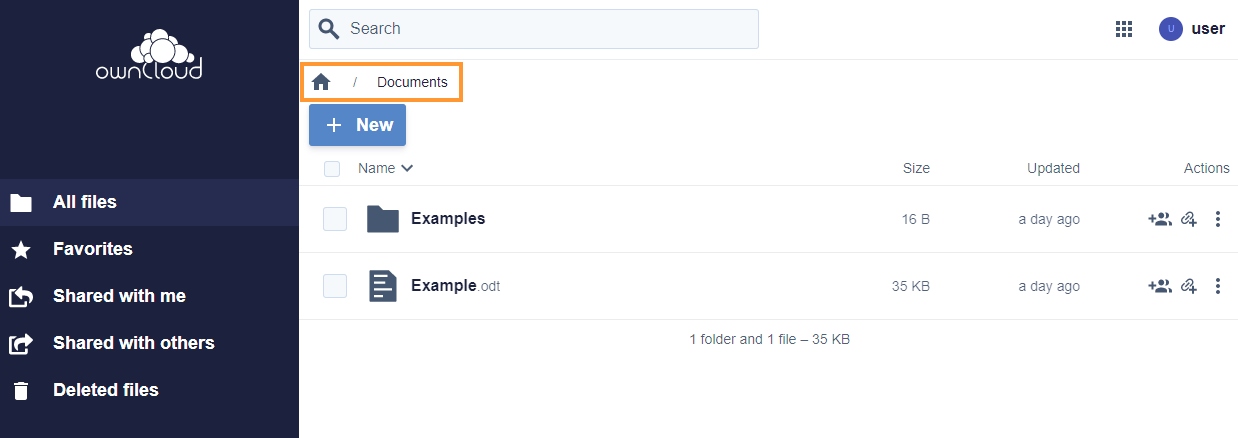 ownCloud
Search
U user
/ Documents
+ New
Name Size Updated Actions
All files
Examples 16 B a day ago
Favorites
Example.odt 35 KB a day ago
Shared with me
1 folder and 1 file – 35 KB
Shared with others
Deleted files